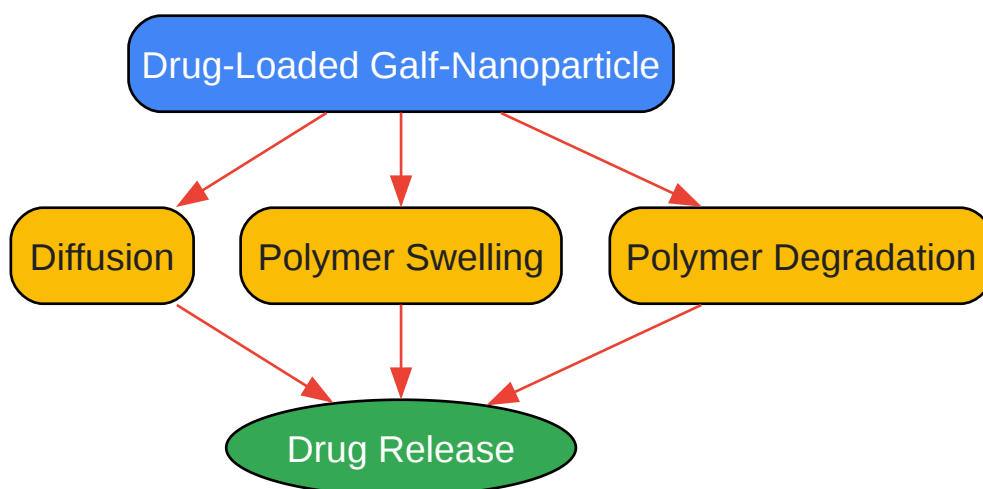 Drug-Loaded Galf-Nanoparticle
Diffusion
Polymer Swelling
Polymer Degradation
Drug Release